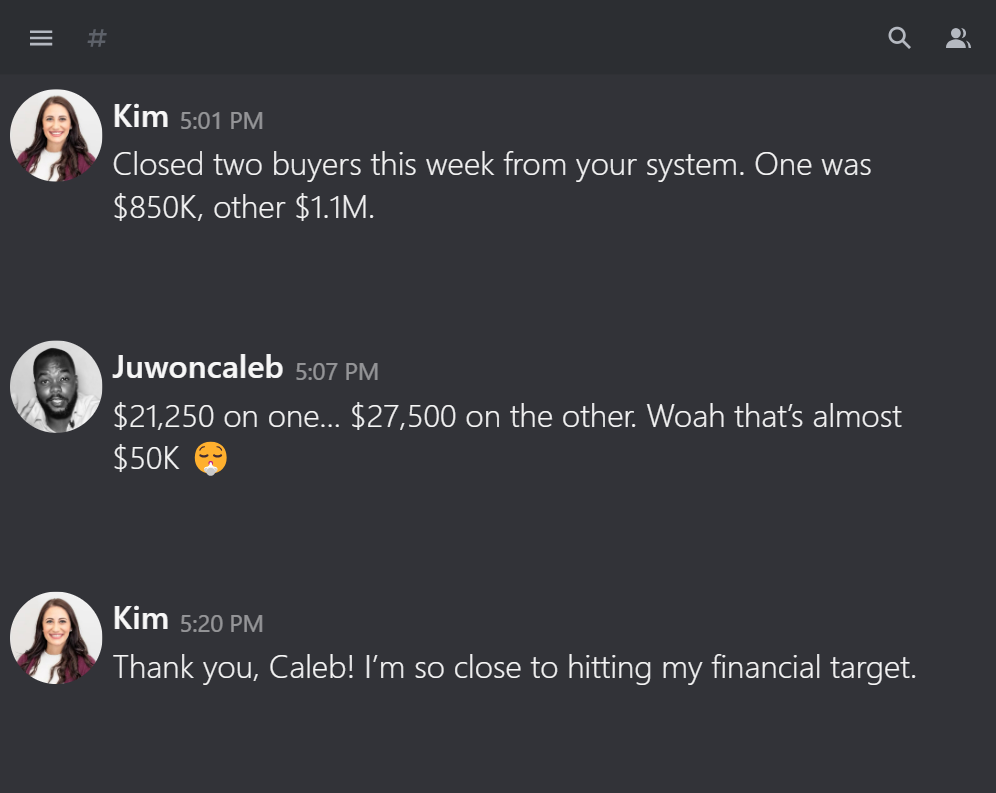 #
Kim 5:01 PM
Closed two buyers this week from your system. One was
$850K, other $1.1M.
Juwoncaleb 5:07 PM
$21,250 on one... $27,500 on the other. Woah that’s almost
$50K 😮‍💨
Kim 5:20 PM
Thank you, Caleb! I’m so close to hitting my financial target.